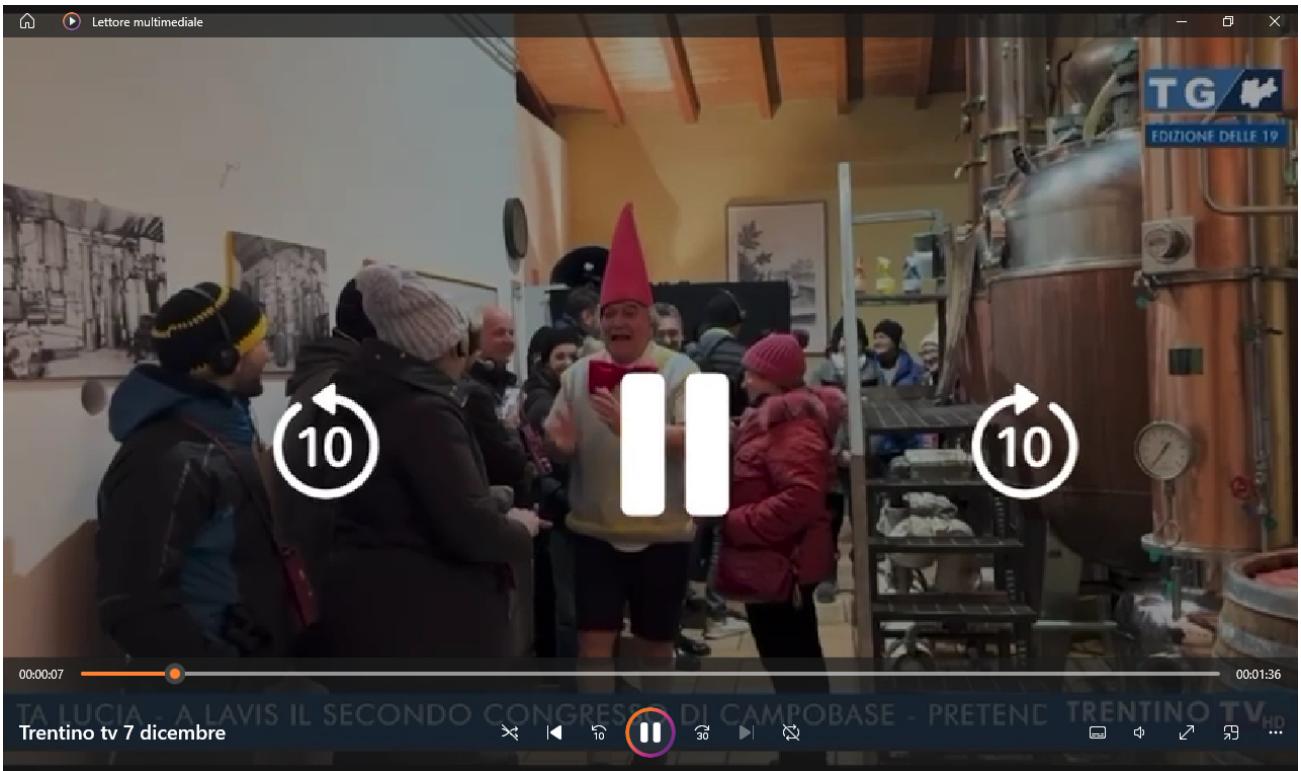 Lettore multimediale
TG
EDIZIONE DELLE 19
10
10
00:00:07
00:01:36
TA LUCIA - A LAVIS IL SECONDO CONGRESSO DI CAMPOBASE - PRETEND TRENTINO TV HD
Trentino tv 7 dicembre
10
30